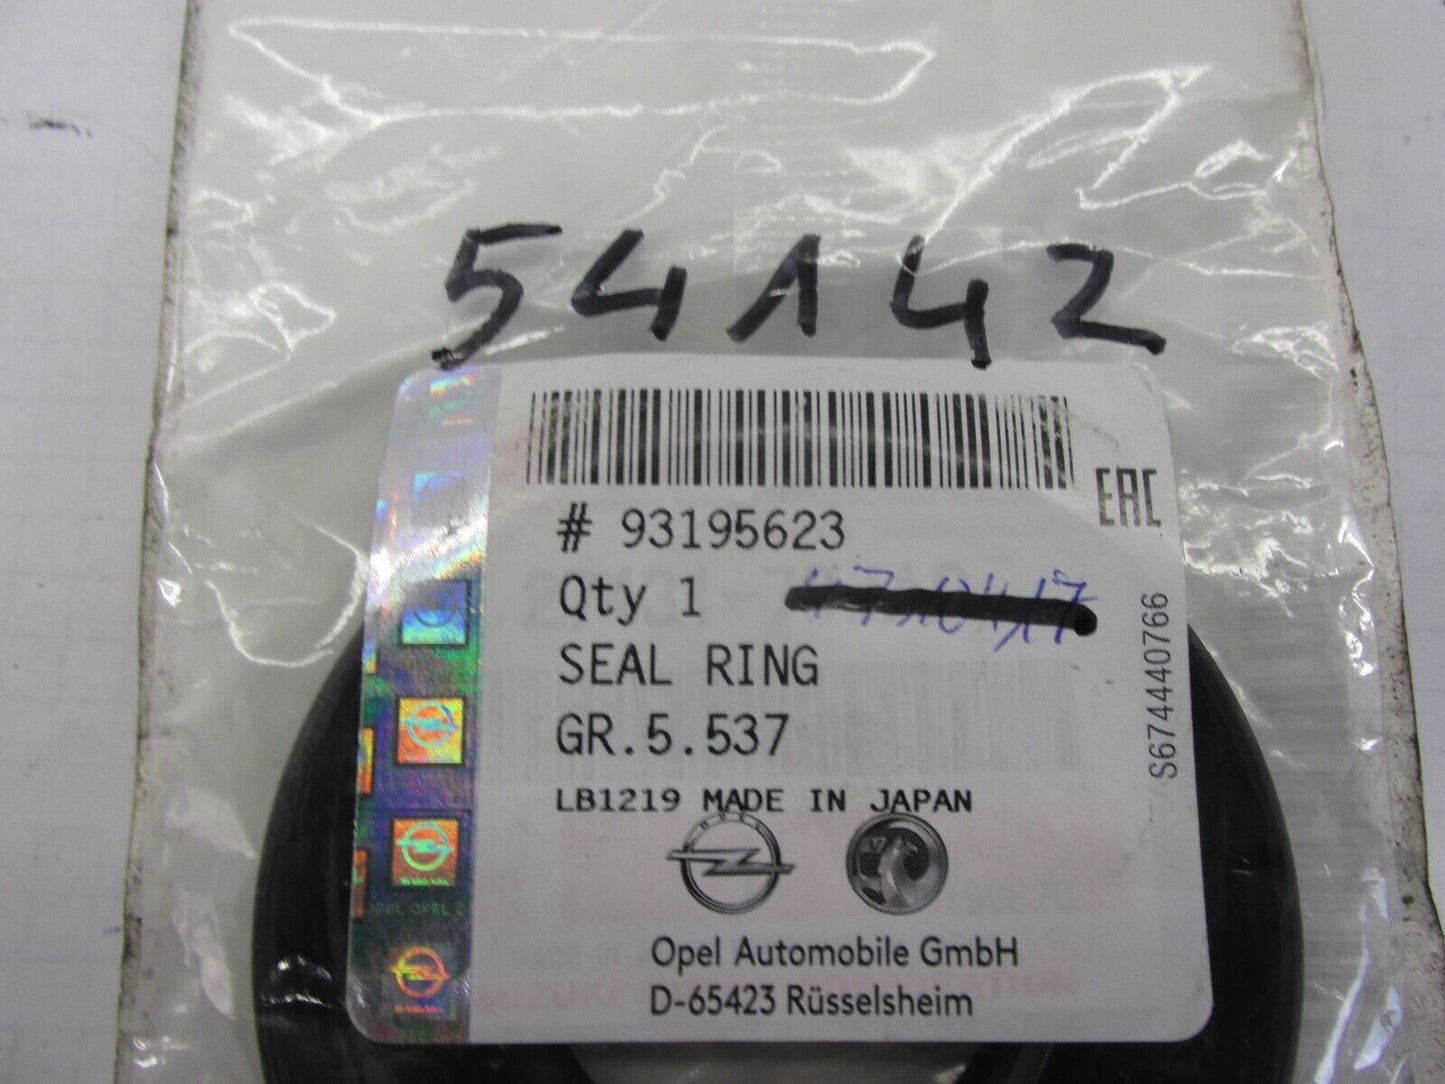 54142
# 93195623
EAC
Qty 1
SEAL RING
GR.5.537
LB1219 MADE IN JAPAN
S674440766
Opel Automobile GmbH
D-65423 Rüsselsheim